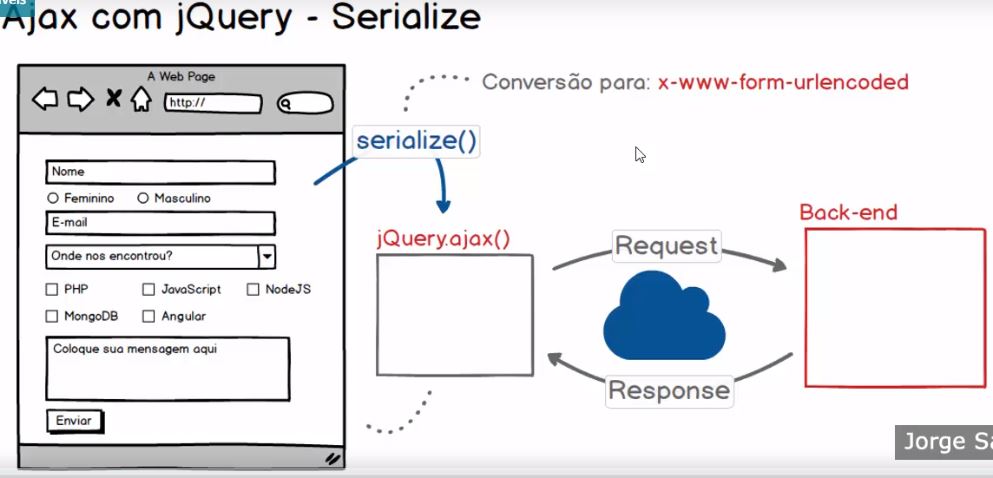 Ajax com jQuery - Serialize
A Web Page
http://
Conversão para: x-www-form-urlencoded
serialize()
Nome
Feminino Masculino
E-mail
Onde nos encontrou?
PHP JavaScript NodeJS
MongoDB Angular
Coloque sua mensagem aqui
Enviar
jQuery.ajax()
Request
Response
Back-end
Jorge